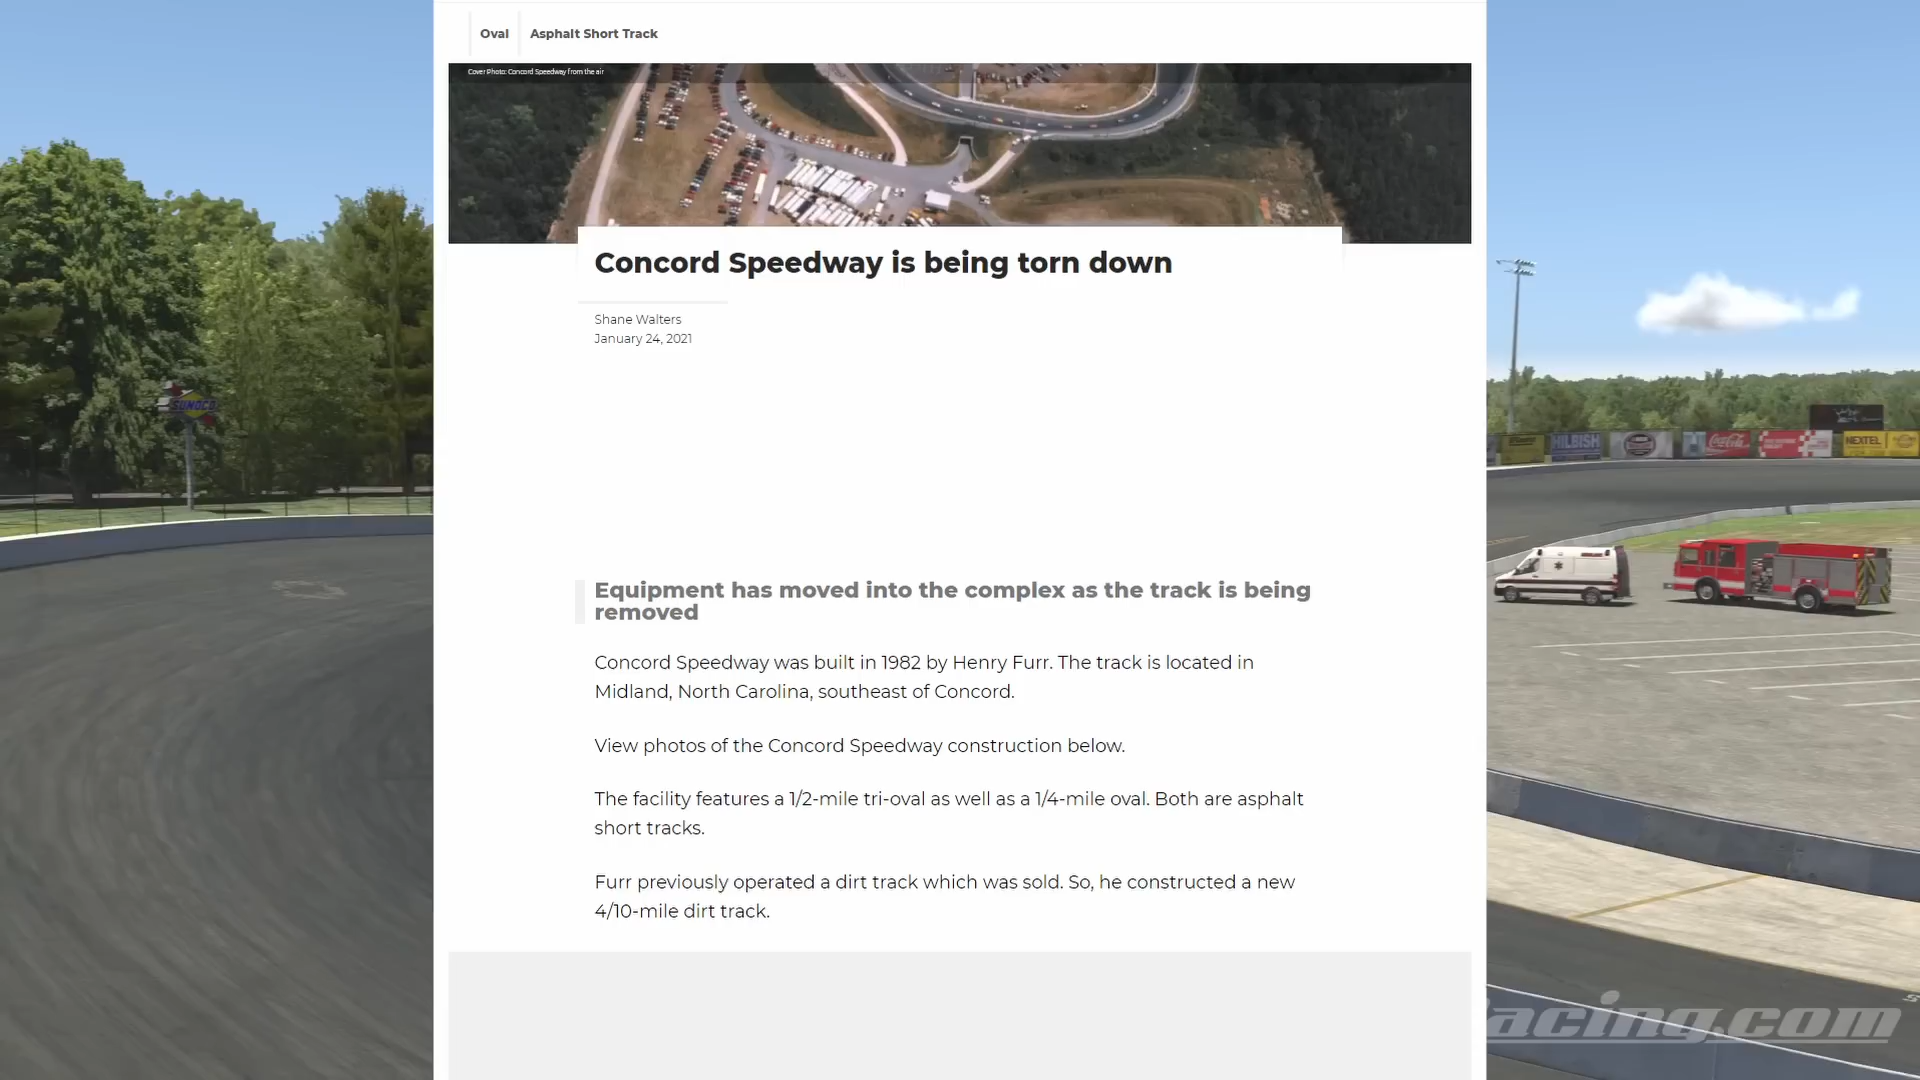 Oval
Asphalt Short Track
Cover Photo: Concord Speedway from the air
Concord Speedway is being torn down
Shane Walters
January 24, 2021
SUNOCO
HILBISH
Coca-Cola
NEXTEL
Equipment has moved into the complex as the track is being
removed
Concord Speedway was built in 1982 by Henry Furr. The track is located in
Midland, North Carolina, southeast of Concord.
View photos of the Concord Speedway construction below.
The facility features a 1/2-mile tri-oval as well as a 1/4-mile oval. Both are asphalt
short tracks.
Furr previously operated a dirt track which was sold. So, he constructed a new
4/10-mile dirt track.
acing.com